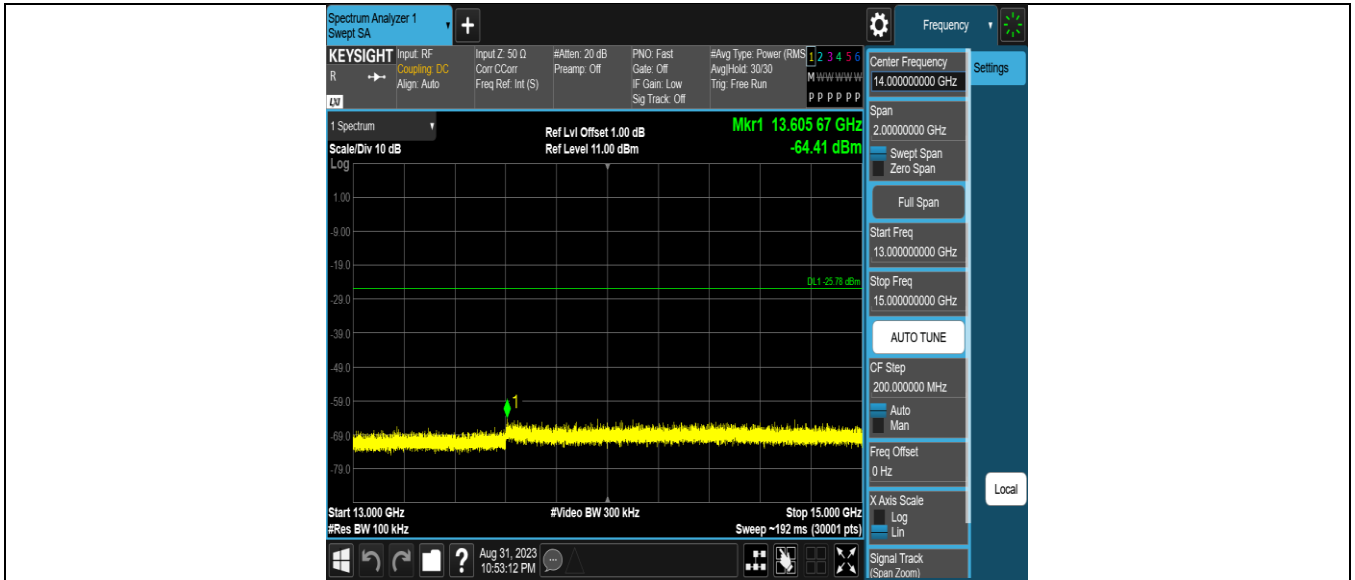 Spectrum Analyzer 1
Swept SA
+
Frequency
KEYSIGHT
R
LXI
Input: RF
Coupling: DC
Align: Auto
Input Z: 50 Ω
Corr CCorr
Freq Ref: Int (S)
#Atten: 20 dB
Preamp: Off
PNO: Fast
Gate: Off
IF Gain: Low
Sig Track: Off
#Avg Type: Power (RMS
Avg|Hold: 30/30
Trig: Free Run
1 2 3 4 5 6
M W W W W W
P P P P P P
Center Frequency
14.000000000 GHz
Settings
1 Spectrum
Scale/Div 10 dB
Ref Lvl Offset 1.00 dB
Ref Level 11.00 dBm
Mkr1 13.605 67 GHz
-64.41 dBm
Log
1.00
-9.00
-19.0
-29.0
-39.0
-49.0
-59.0
-69.0
-79.0
DL1 -25.78 dBm
1
Start 13.000 GHz
#Res BW 100 kHz
#Video BW 300 kHz
Stop 15.000 GHz
Sweep ~192 ms (30001 pts)
Span
2.00000000 GHz
Swept Span
Zero Span
Full Span
Start Freq
13.000000000 GHz
Stop Freq
15.000000000 GHz
AUTO TUNE
CF Step
200.000000 MHz
Auto
Man
Freq Offset
0 Hz
X Axis Scale
Log
Lin
Signal Track
(Span Zoom)
Local
?
Aug 31, 2023
10:53:12 PM